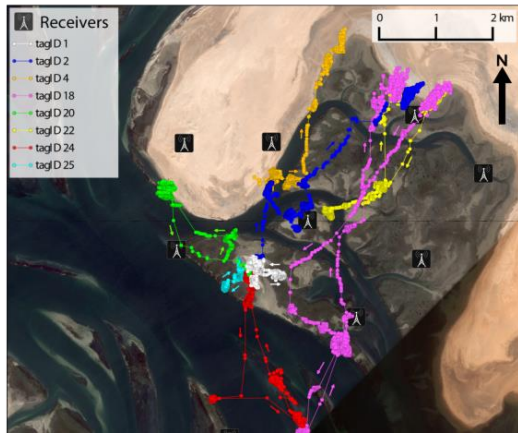 Receivers
tagID 1
tagID 2
tagID 4
tagID 18
tagID 20
tagID 22
tagID 24
tagID 25
0 1 2 km
N